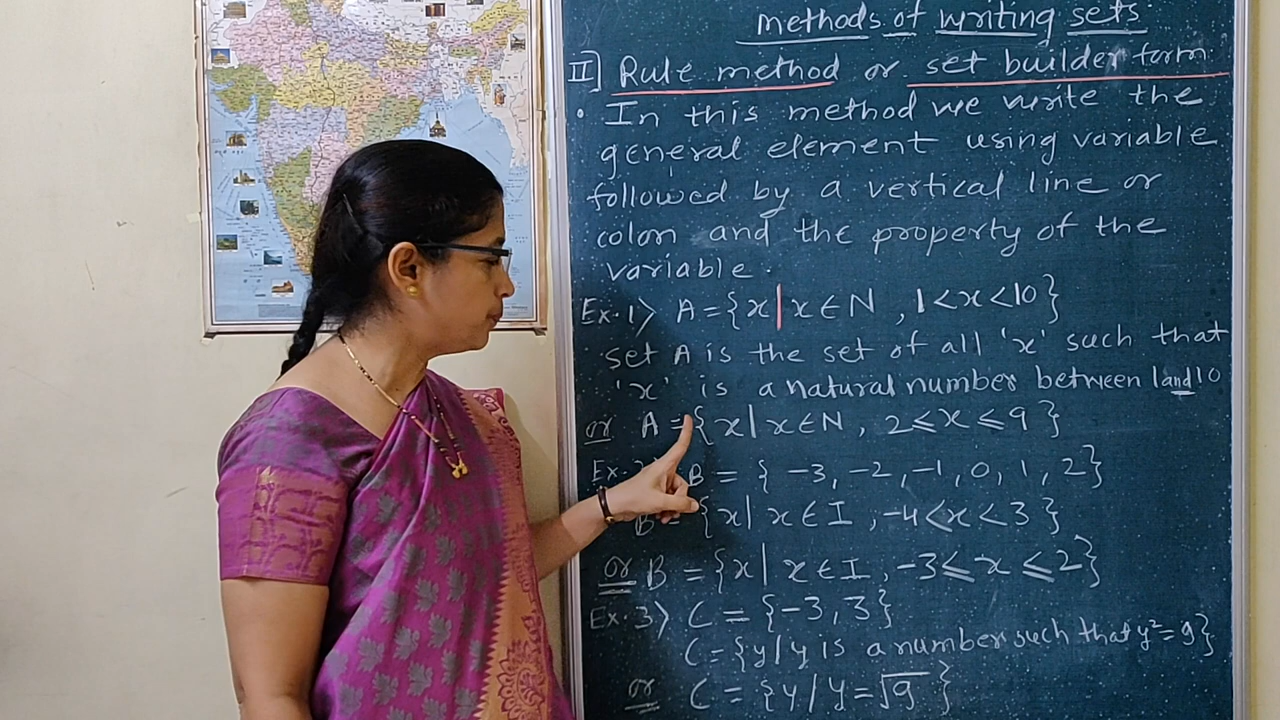 methods of writing sets
II] Rule method or set builder form
• In this method we write the
general element using variable
followed by a vertical line or
colon and the property of the
variable.
Ex.1> A={x|x∈N , 1<x<10}
set A is the set of all 'x' such that
'x' is a natural number between 1and10
or A={x|x∈N, 2≤x≤9}
Ex. B = { -3, -2, -1, 0, 1, 2}
B = {x| x∈I , -4<x<3}
or B = {x| x∈I, -3≤x≤2}
Ex.3> C = {-3,3}
C={y/y is a number such that y²=9}
or C = {y/y=√9}